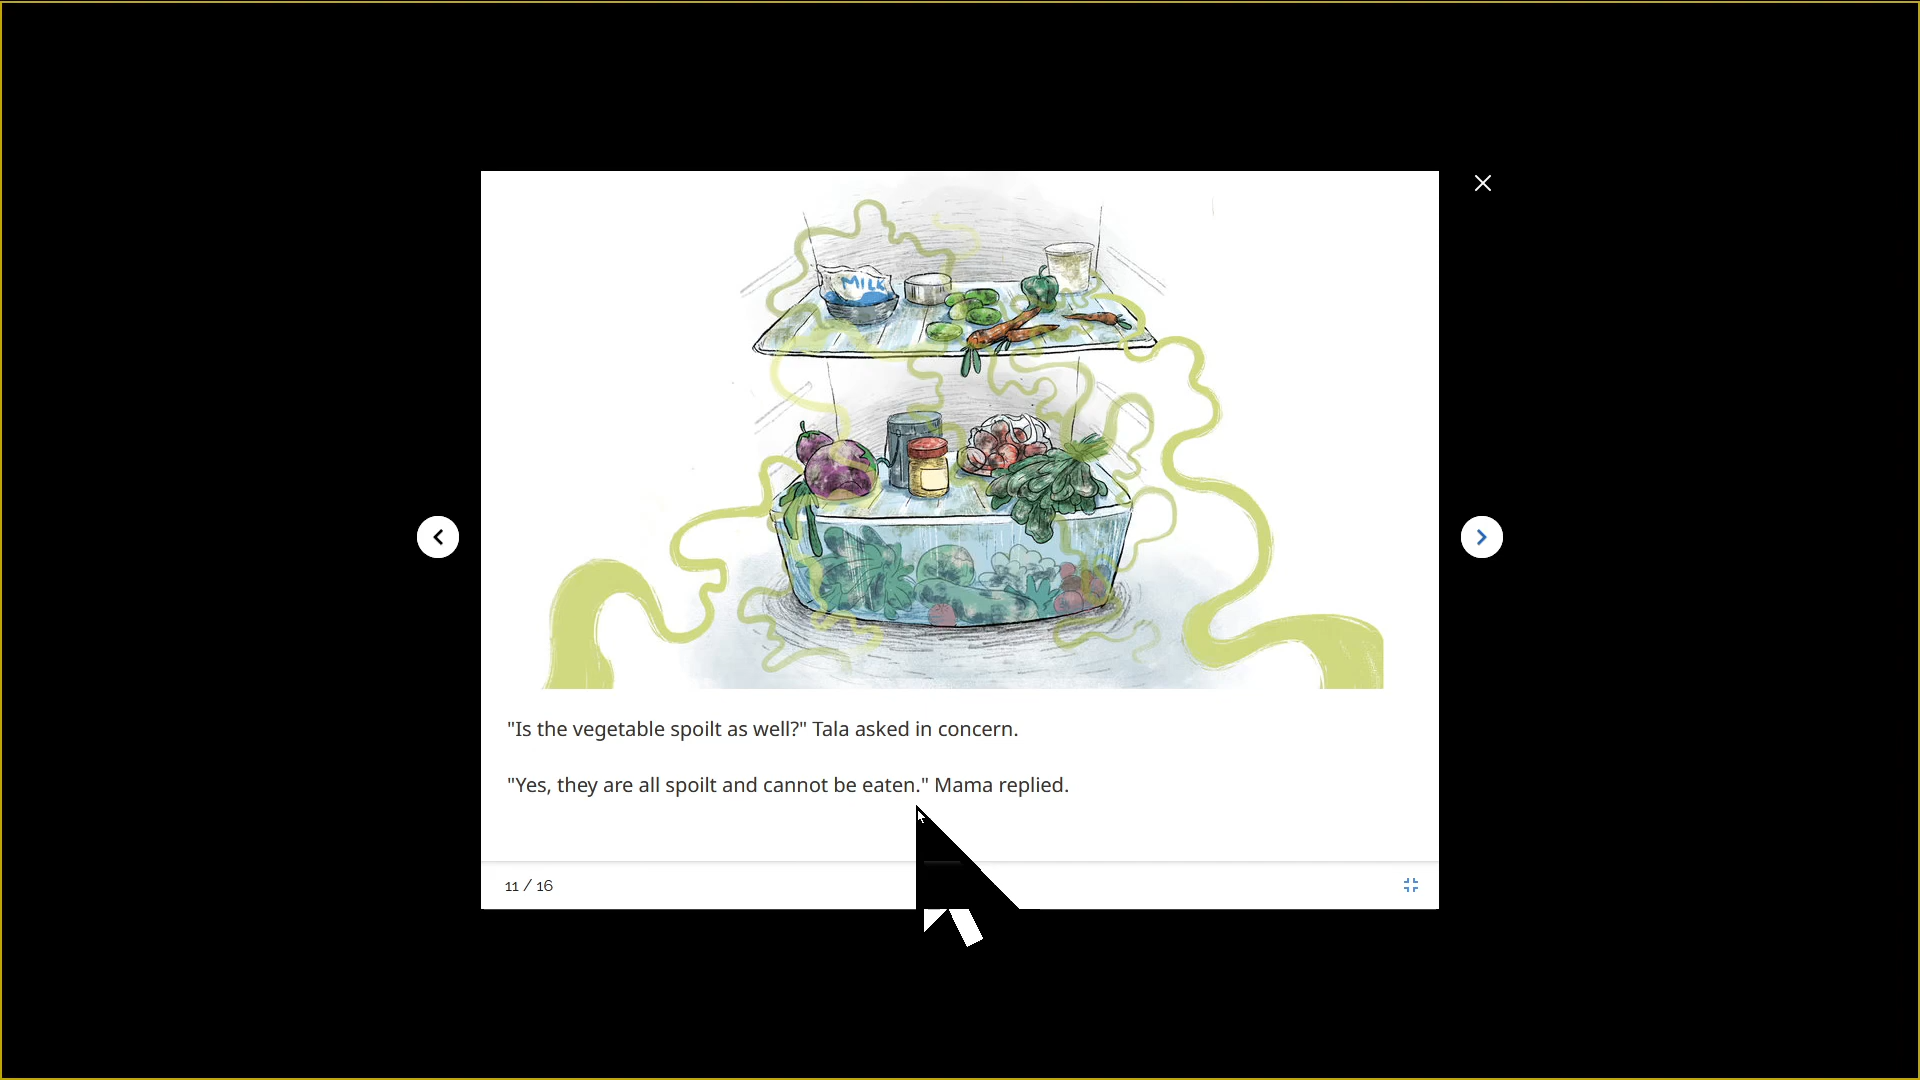 MILK
"Is the vegetable spoilt as well?" Tala asked in concern.
"Yes, they are all spoilt and cannot be eaten." Mama replied.
11 / 16